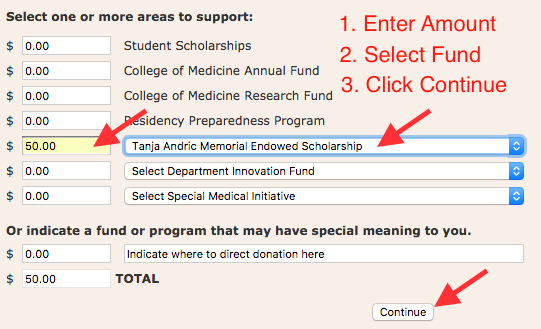 Select one or more areas to support:
1. Enter Amount
$ 0.00 Student Scholarships
2. Select Fund
$ 0.00 College of Medicine Annual Fund
3. Click Continue
$ 0.00 College of Medicine Research Fund
$ 0.00 Residency Preparedness Program
$ 50.00 Tanja Andric Memorial Endowed Scholarship
$ 0.00 Select Department Innovation Fund
$ 0.00 Select Special Medical Initiative
Or indicate a fund or program that may have special meaning to you.
$ 0.00 Indicate where to direct donation here
$ 50.00 TOTAL
Continue